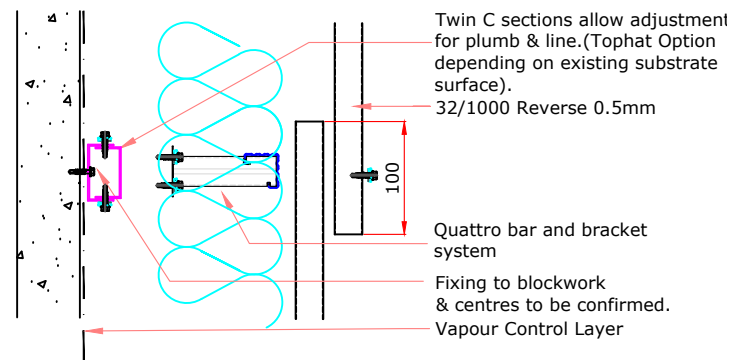 Twin C sections allow adjustment
for plumb & line.(Tophat Option
depending on existing substrate
surface).
32/1000 Reverse 0.5mm
100
Quattro bar and bracket
system
Fixing to blockwork
& centres to be confirmed.
Vapour Control Layer